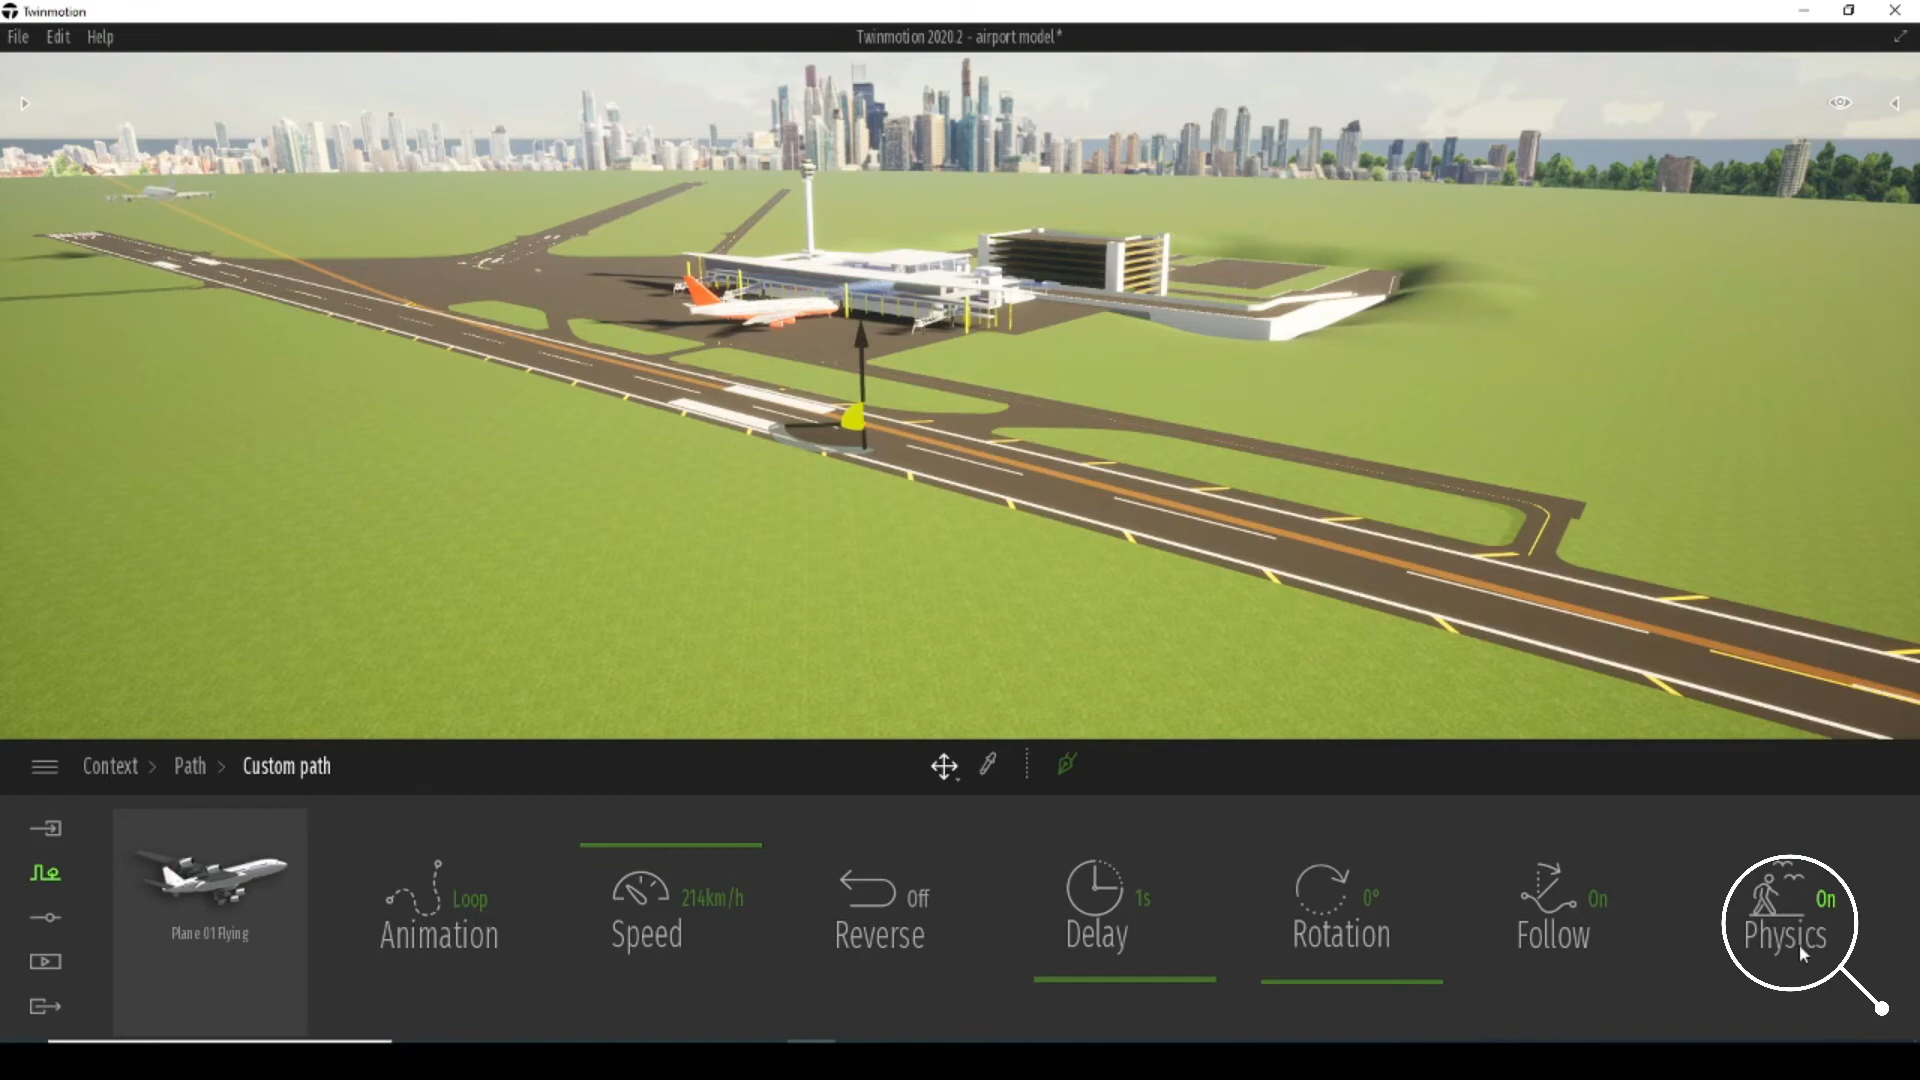 Twinmotion
File Edit Help
Twinmotion 2020.2 - airport model*
Context > Path > Custom path
Plane 01 Flying
Loop
Animation
214km/h
Speed
Off
Reverse
1s
Delay
0°
Rotation
On
Follow
On
Physics